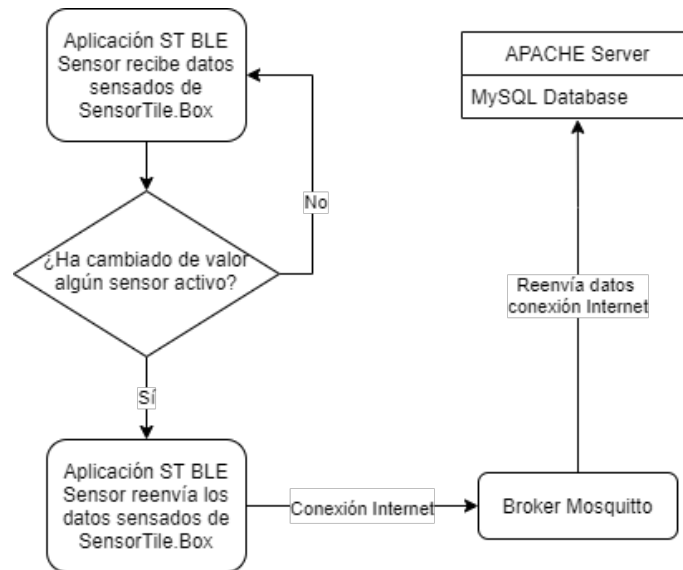 Aplicación ST BLE
Sensor recibe datos
sensados de
SensorTile.Box
No
¿Ha cambiado de valor
algún sensor activo?
Sí
Aplicación ST BLE
Sensor reenvía los
datos sensados de
SensorTile.Box
Conexión Internet
Broker Mosquitto
Reenvía datos
conexión Internet
APACHE Server
MySQL Database